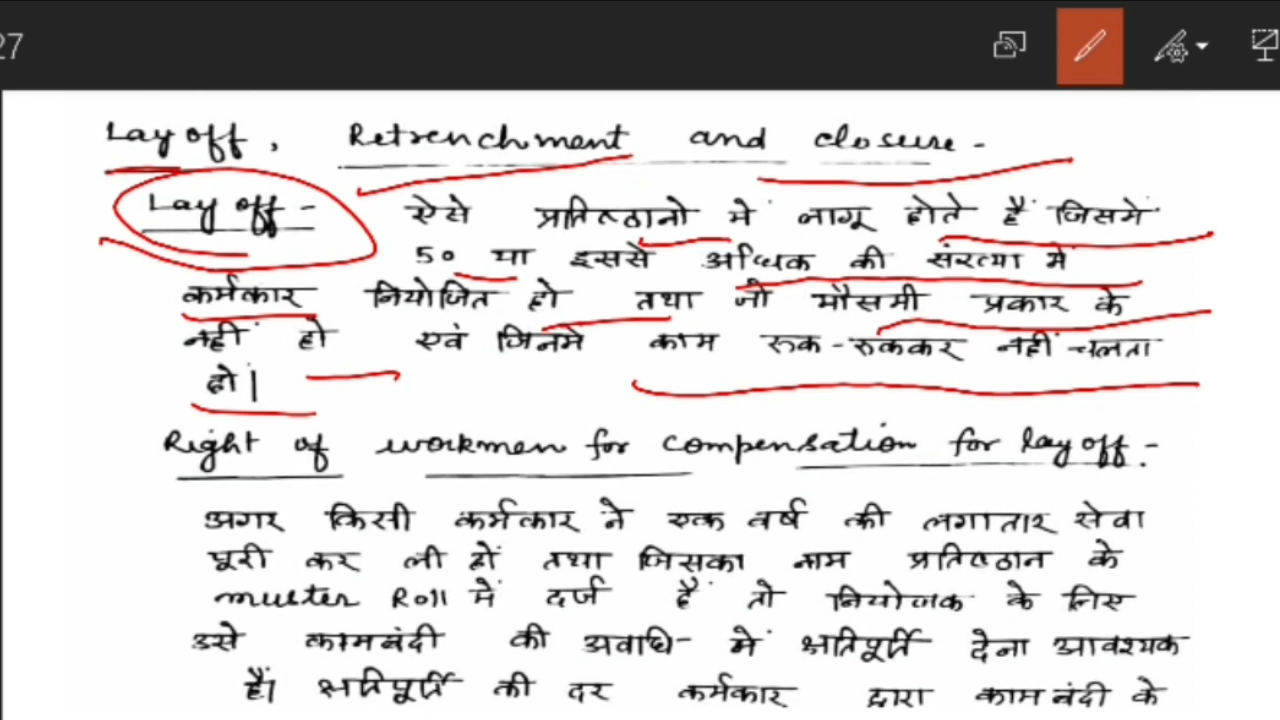 27
Lay off, Retrenchment and closure -
Lay off - ऐसे प्रतिष्ठानो मे लागू होते हैं जिसमें
50 या इससे अधिक की संख्या मे
कर्मकार नियोजित हो तथा जो मौसमी प्रकार के
नहीं हो एवं जिनमे काम रूक-रुककर नहीं चलता
हो|
Right of workmen for compensation for lay off -
अगर किसी कर्मकार ने एक वर्ष की लगातार सेवा
पूरी कर ली हों तथा जिसका नाम प्रतिष्ठान के
muster Roll में दर्ज हैं तो नियोजक के लिए
उसे कामबंदी की अवधि में क्षतिपूर्ति देना आवश्यक
हैं। क्षतिपूर्ति की दर कर्मकार द्वारा कामबंदी के